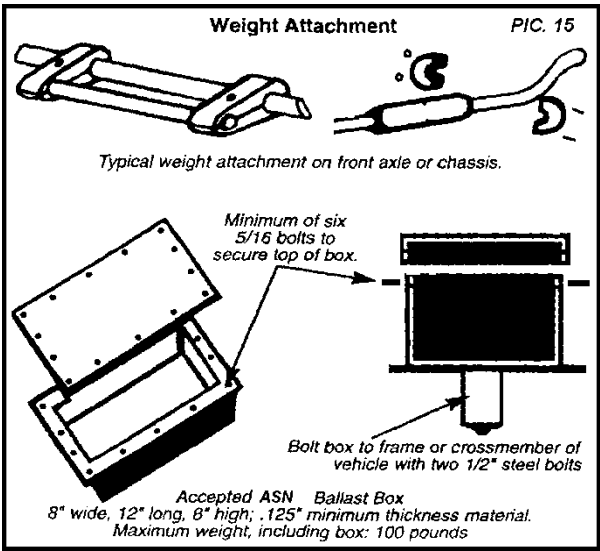 Weight Attachment
PIC. 15
Typical weight attachment on front axle or chassis.
Minimum of six
5/16 bolts to
secure top of box.
Bolt box to frame or crossmember of
vehicle with two 1/2" steel bolts
Accepted ASN Ballast Box
8" wide, 12" long, 8" high; .125" minimum thickness material.
Maximum weight, including box: 100 pounds